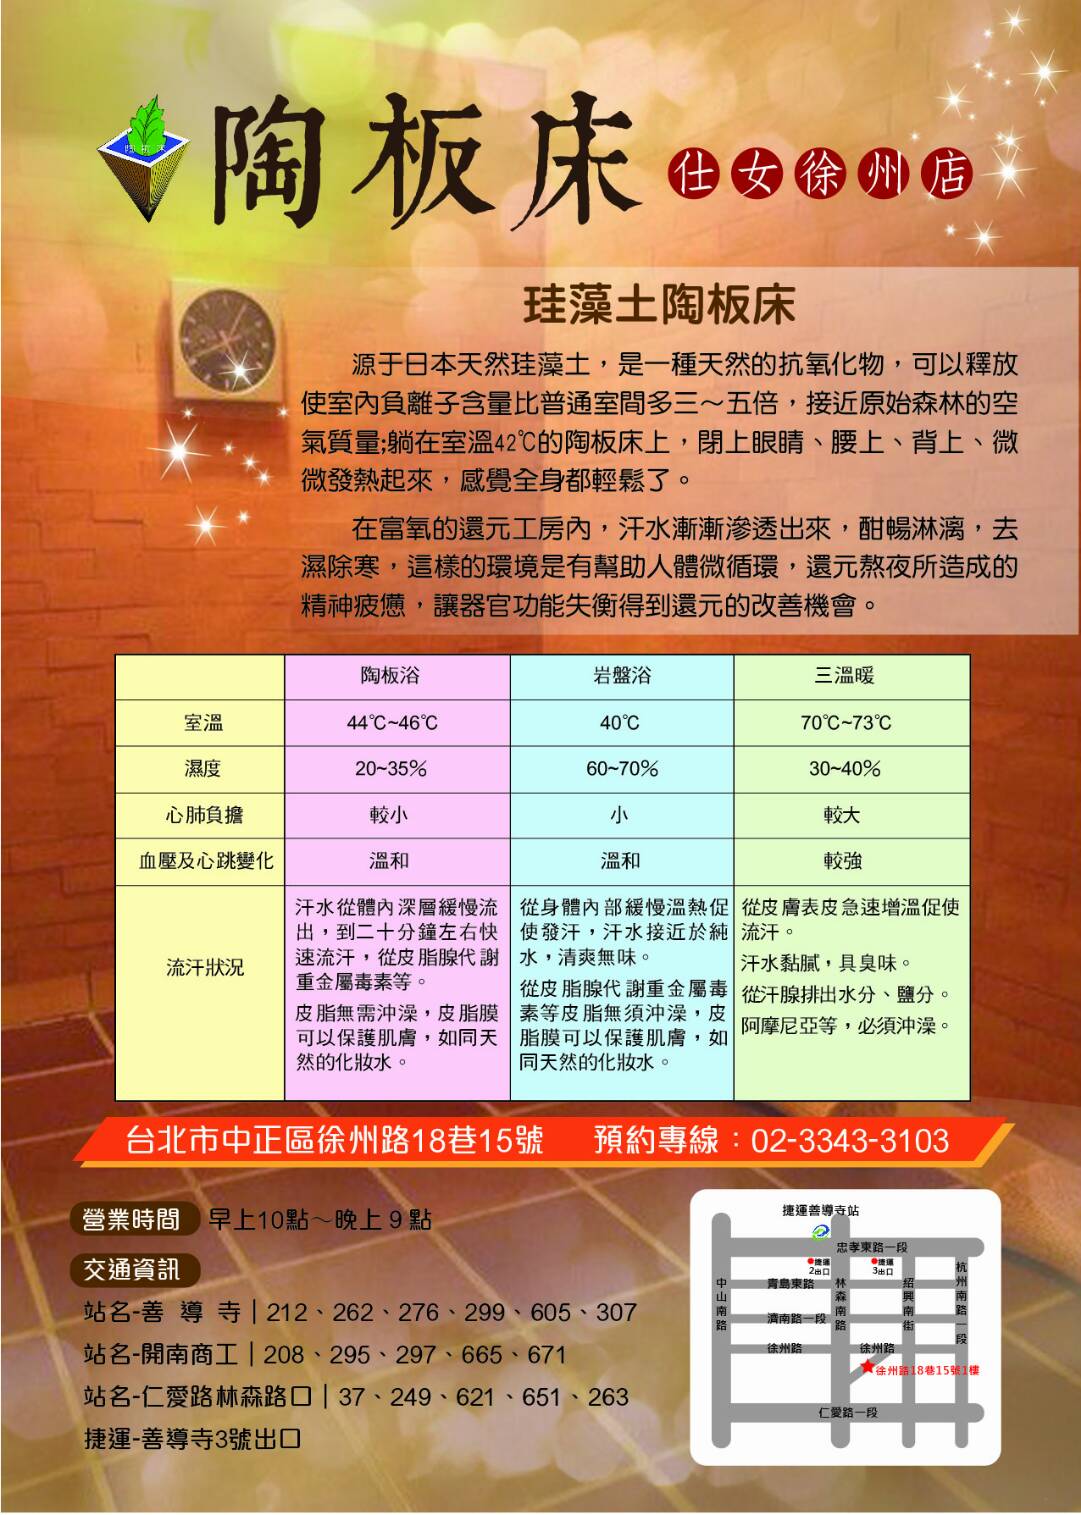 陶板床
陶板床 仕女徐州店
珪藻土陶板床
源于日本天然珪藻土，是一種天然的抗氧化物，可以釋放
使室內負離子含量比普通室間多三～五倍，接近原始森林的空
氣質量;躺在室溫42℃的陶板床上，閉上眼睛、腰上、背上、微
微發熱起來，感覺全身都輕鬆了。
在富氧的還元工房內，汗水漸漸滲透出來，酣暢淋漓，去
濕除寒，這樣的環境是有幫助人體微循環，還元熬夜所造成的
精神疲憊，讓器官功能失衡得到還元的改善機會。
陶板浴 岩盤浴 三溫暖
室溫 44℃~46℃ 40℃ 70℃~73℃
濕度 20~35% 60~70% 30~40%
心肺負擔 較小 小 較大
血壓及心跳變化 溫和 溫和 較強
流汗狀況
汗水從體內深層緩慢流
出，到二十分鐘左右快
速流汗，從皮脂腺代謝
重金屬毒素等。
皮脂無需沖澡，皮脂膜
可以保護肌膚，如同天
然的化妝水。
從身體內部緩慢溫熱促
使發汗，汗水接近於純
水，清爽無味。
從皮脂腺代謝重金屬毒
素等皮脂無須沖澡，皮
脂膜可以保護肌膚，如
同天然的化妝水。
從皮膚表皮急速增溫促使
流汗。
汗水黏膩，具臭味。
從汗腺排出水分、鹽分。
阿摩尼亞等，必須沖澡。
台北市中正區徐州路18巷15號 預約專線：02-3343-3103
營業時間 早上10點～晚上9點
交通資訊
站名-善 導 寺｜212、262、276、299、605、307
站名-開南商工｜208、295、297、665、671
站名-仁愛路林森路口｜37、249、621、651、263
捷運-善導寺3號出口
捷運善導寺站
忠孝東路一段
捷運
2出口
捷運
3出口
中山南路
青島東路
林森南路
紹興南街
杭州南路一段
濟南路一段
徐州路
徐州路
徐州路18巷15號1樓
仁愛路一段